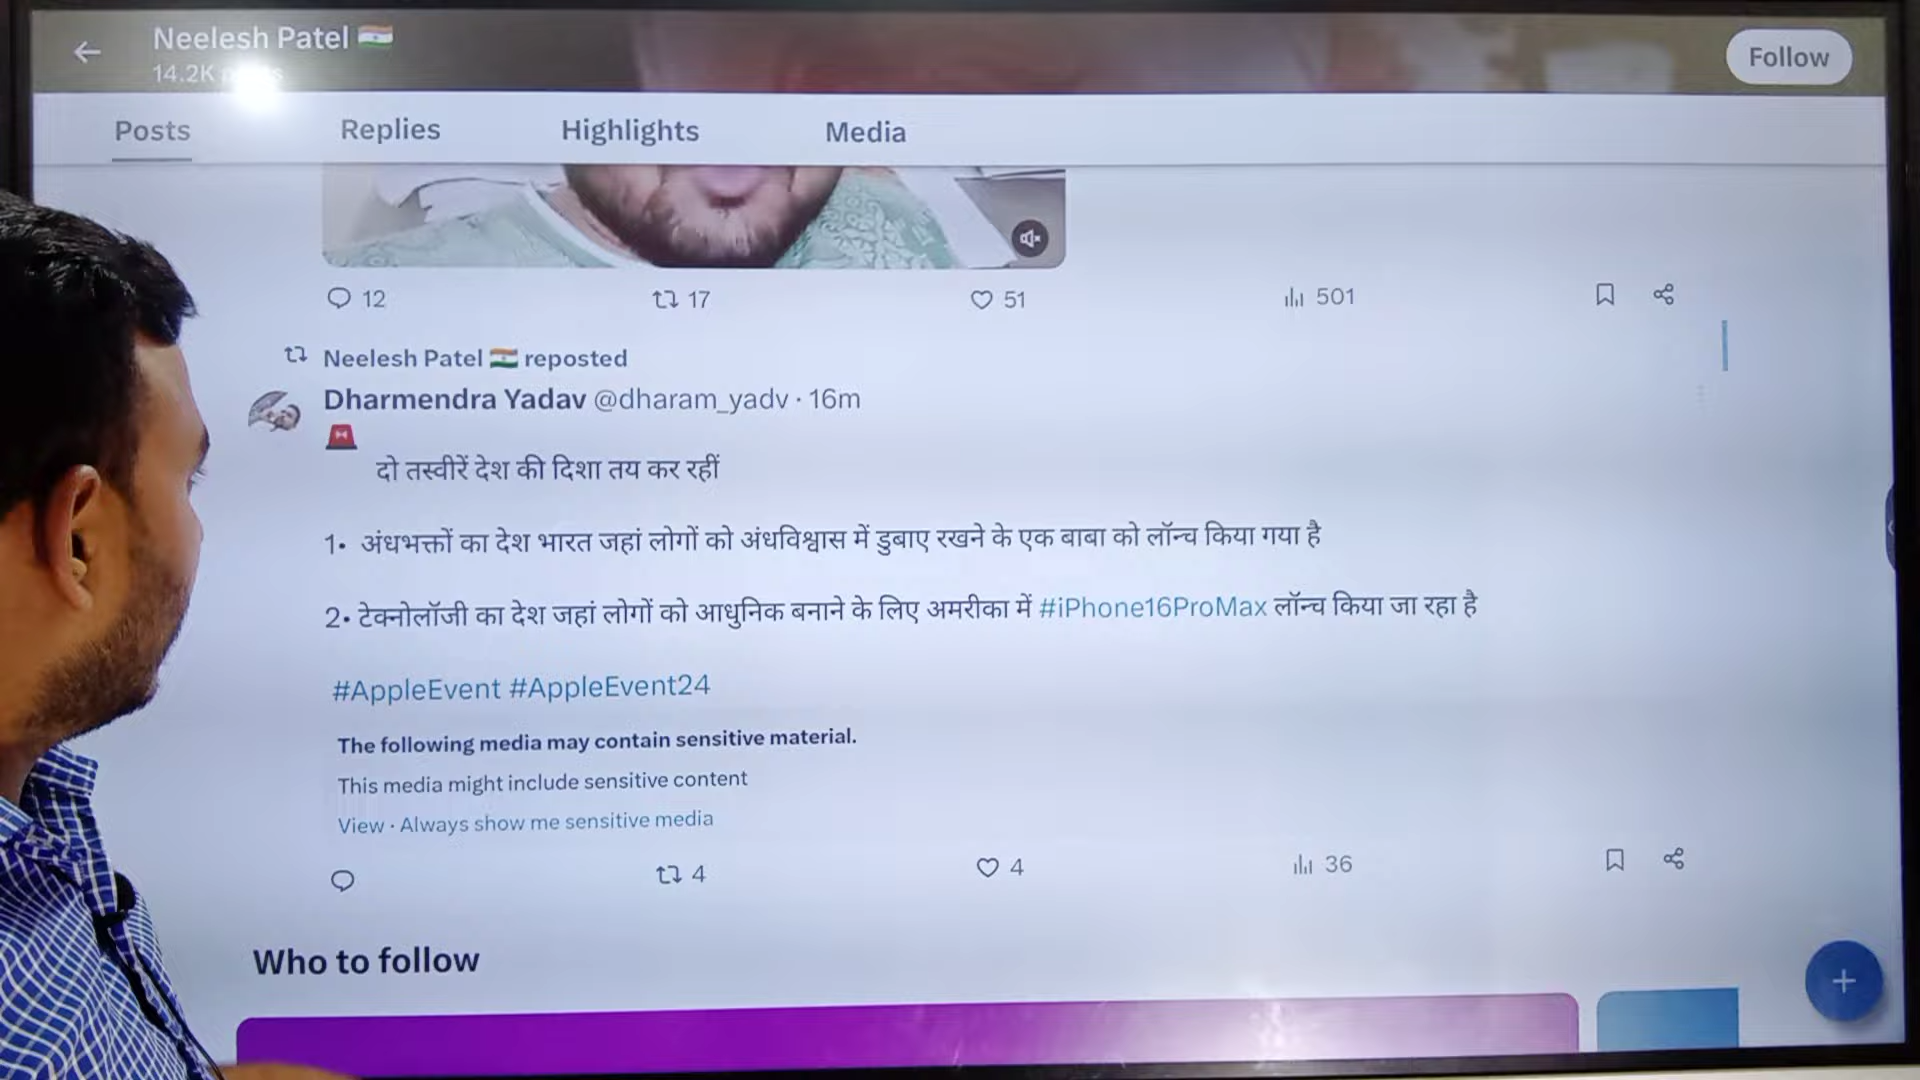 Neelesh Patel 🇮🇳
14.2K
Follow
Posts
Replies
Highlights
Media
12
17
51
501
Neelesh Patel 🇮🇳 reposted
Dharmendra Yadav @dharam_yadv · 16m
दो तस्वीरें देश की दिशा तय कर रहीं
1• अंधभक्तों का देश भारत जहां लोगों को अंधविश्वास में डुबाए रखने के एक बाबा को लॉन्च किया गया है
2• टेक्नोलॉजी का देश जहां लोगों को आधुनिक बनाने के लिए अमरीका में #iPhone16ProMax लॉन्च किया जा रहा है
#AppleEvent #AppleEvent24
The following media may contain sensitive material.
This media might include sensitive content
View · Always show me sensitive media
4
4
36
Who to follow